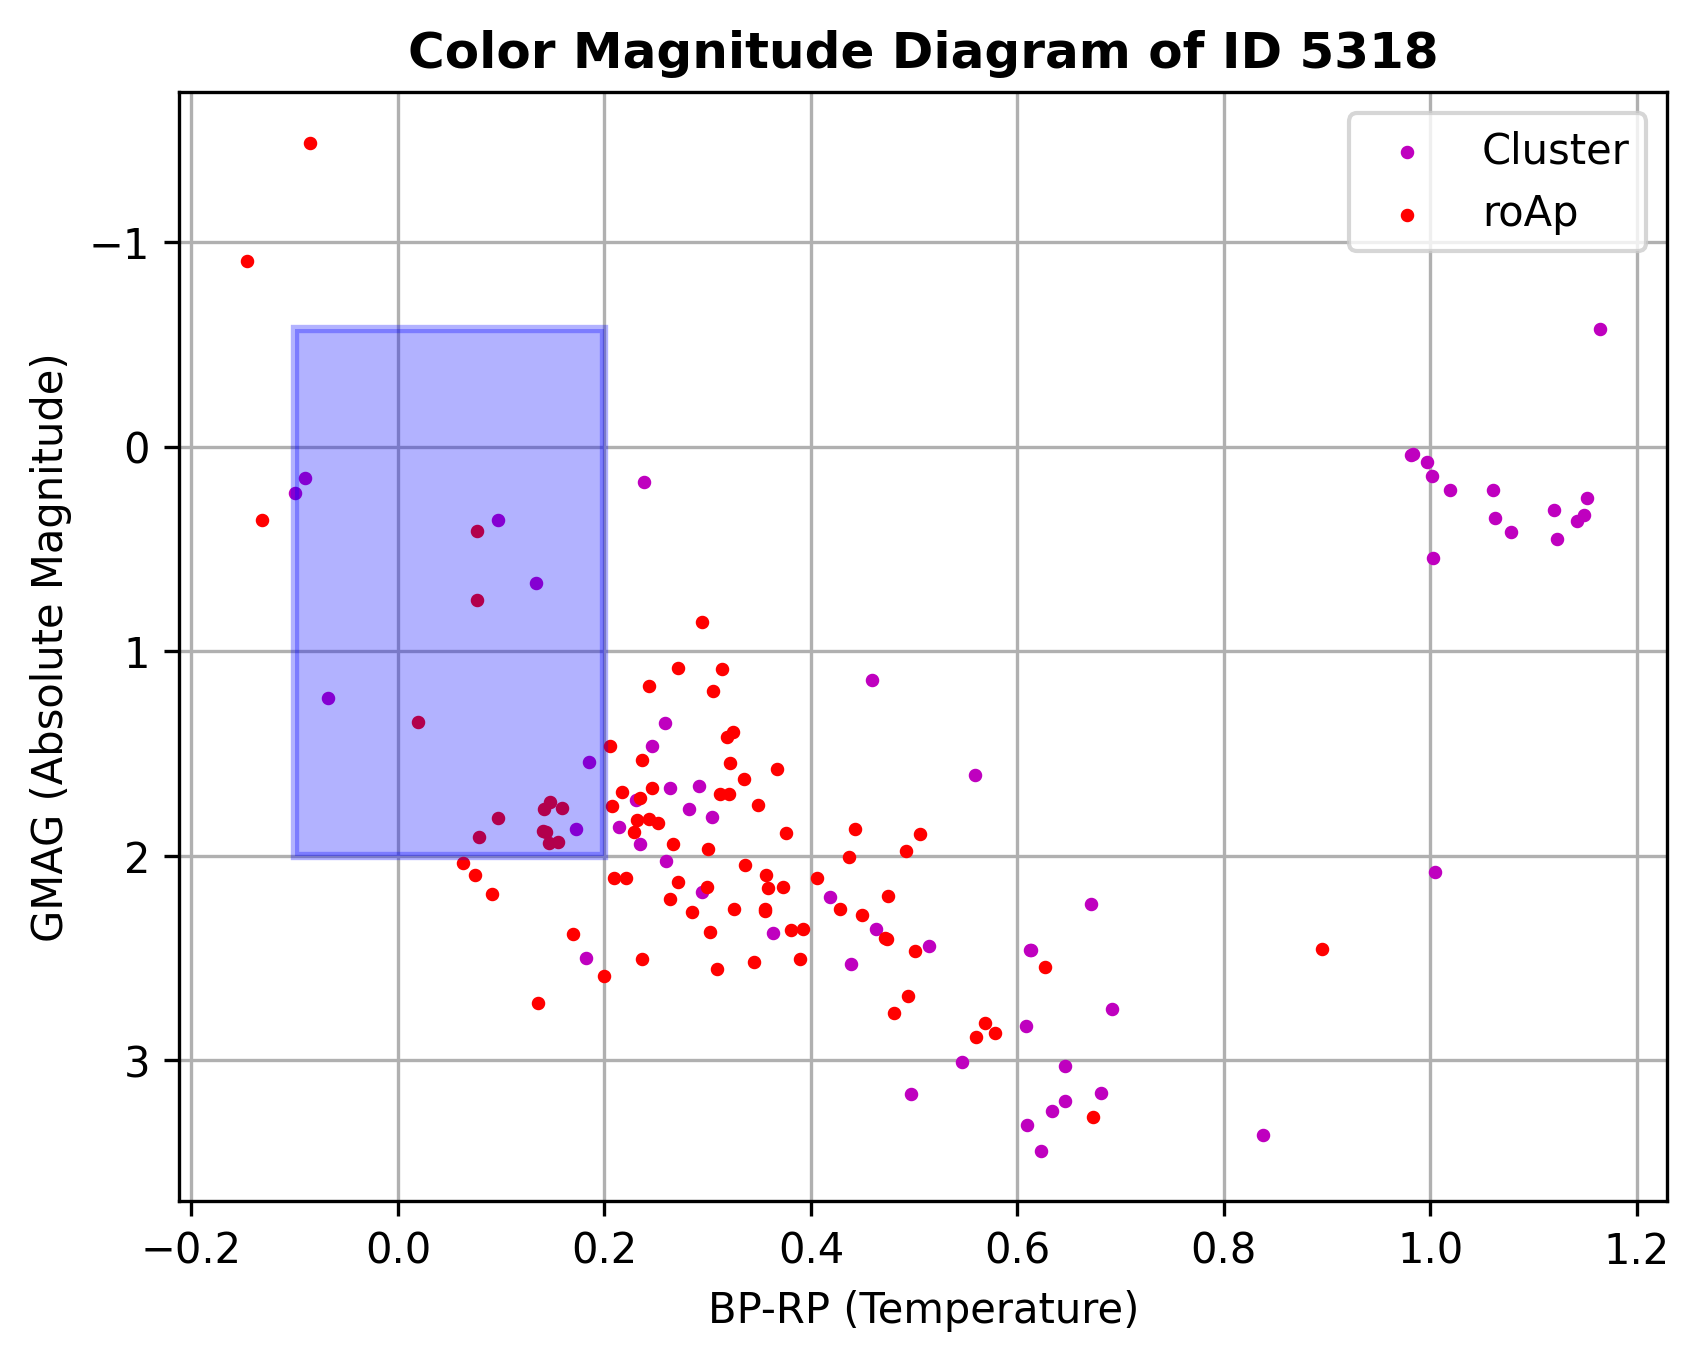 Color Magnitude Diagram of ID 5318
Cluster
roAp
GMAG (Absolute Magnitude)
−1
0
1
2
3
−0.2 0.0 0.2 0.4 0.6 0.8 1.0 1.2
BP-RP (Temperature)